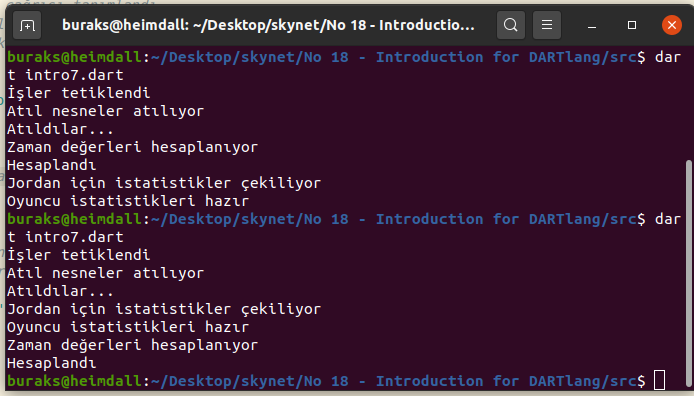 buraks@heimdall: ~/Desktop/skynet/No 18 - Introductio...
buraks@heimdall:~/Desktop/skynet/No 18 - Introduction for DARTlang/src$ dar
t intro7.dart
İşler tetiklendi
Atıl nesneler atılıyor
Atıldılar...
Zaman değerleri hesaplanıyor
Hesaplandı
Jordan için istatistikler çekiliyor
Oyuncu istatistikleri hazır
buraks@heimdall:~/Desktop/skynet/No 18 - Introduction for DARTlang/src$ dar
t intro7.dart
İşler tetiklendi
Atıl nesneler atılıyor
Atıldılar...
Jordan için istatistikler çekiliyor
Oyuncu istatistikleri hazır
Zaman değerleri hesaplanıyor
Hesaplandı
buraks@heimdall:~/Desktop/skynet/No 18 - Introduction for DARTlang/src$